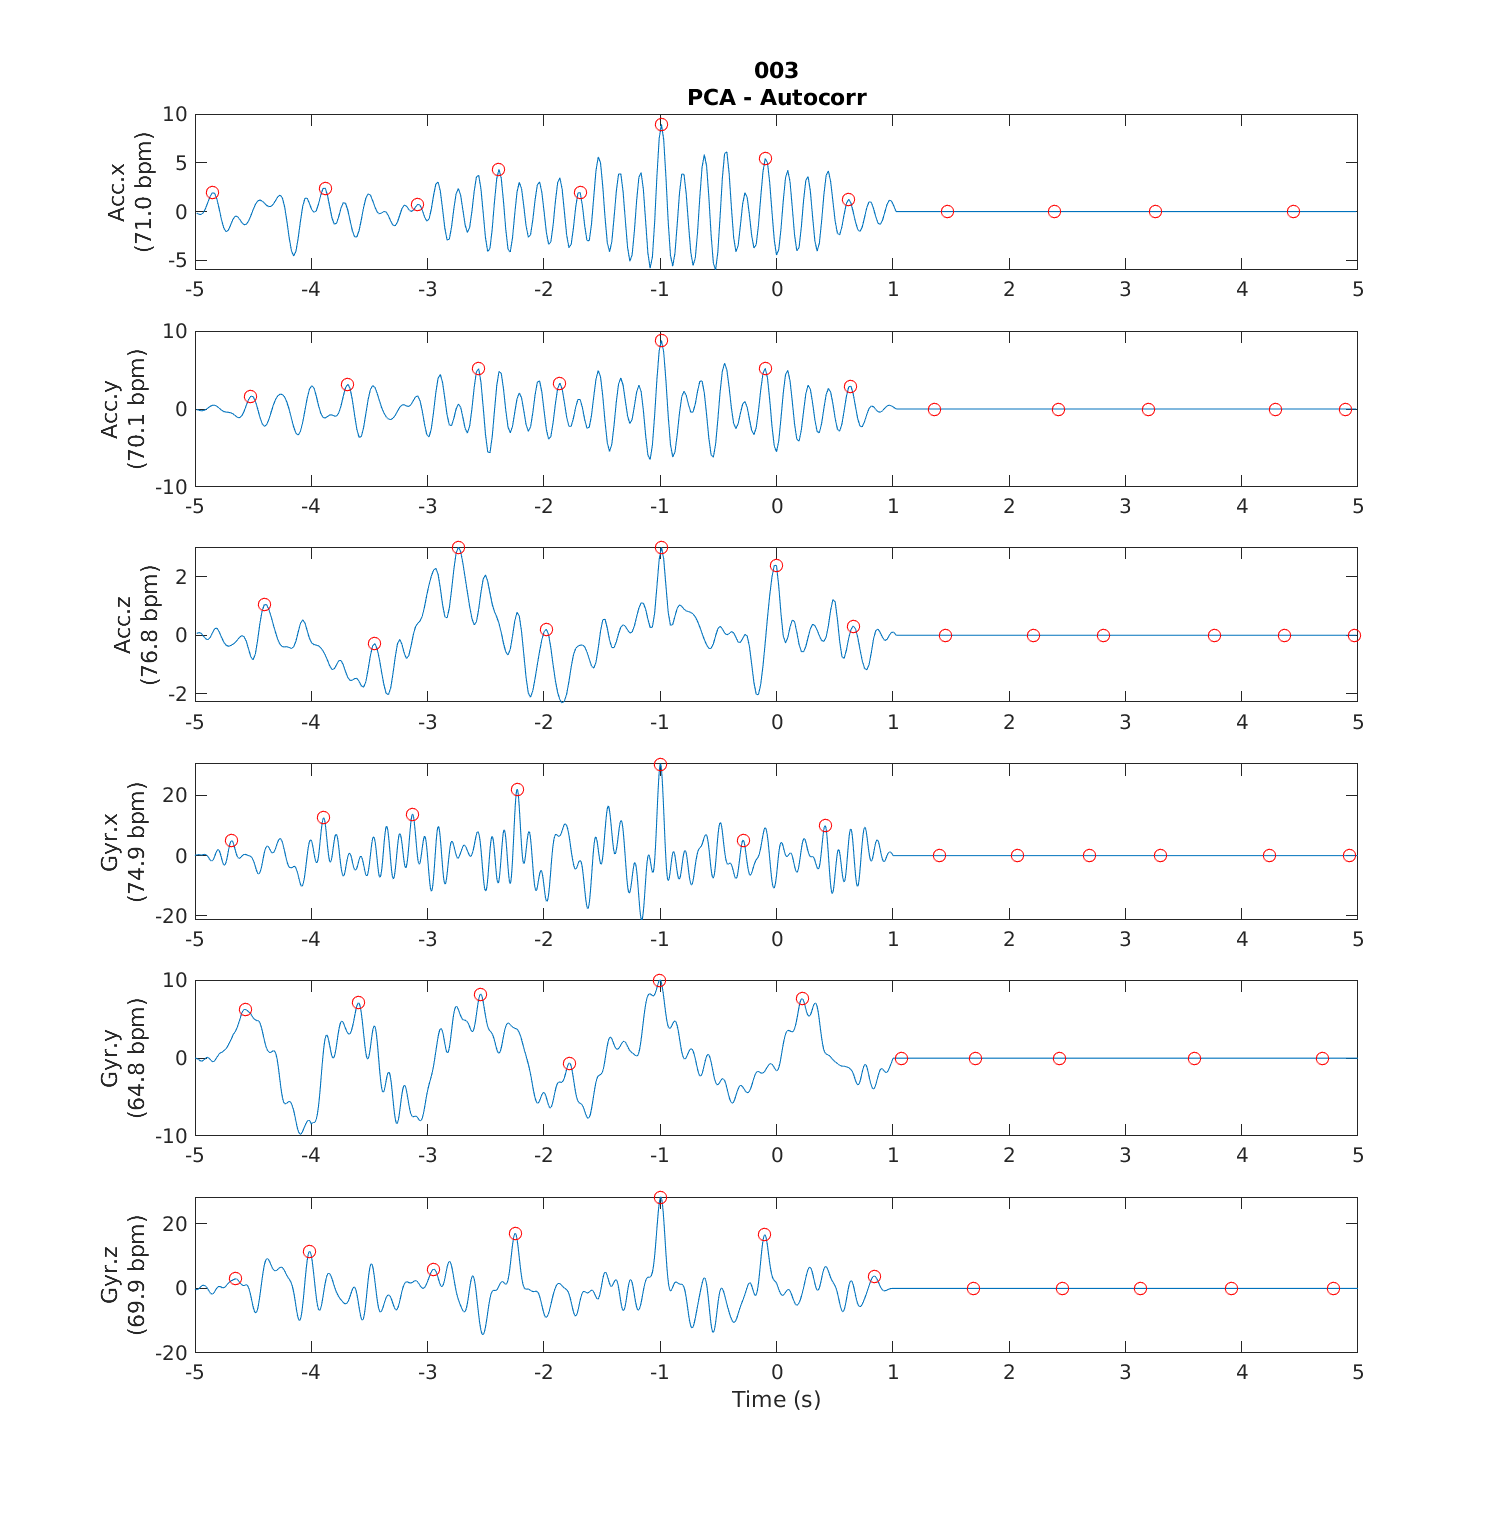 003
PCA - Autocorr
Acc.x
(71.0 bpm)
10
5
0
-5
-5 -4 -3 -2 -1 0 1 2 3 4 5
Acc.y
(70.1 bpm)
10
0
-10
-5 -4 -3 -2 -1 0 1 2 3 4 5
Acc.z
(76.8 bpm)
2
0
-2
-5 -4 -3 -2 -1 0 1 2 3 4 5
Gyr.x
(74.9 bpm)
20
0
-20
-5 -4 -3 -2 -1 0 1 2 3 4 5
Gyr.y
(64.8 bpm)
10
0
-10
-5 -4 -3 -2 -1 0 1 2 3 4 5
Gyr.z
(69.9 bpm)
20
0
-20
-5 -4 -3 -2 -1 0 1 2 3 4 5
Time (s)